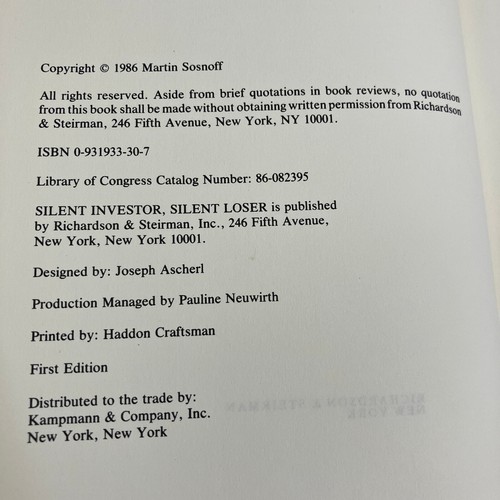 Copyright © 1986 Martin Sosnoff
All rights reserved. Aside from brief quotations in book reviews, no quotation
from this book shall be made without obtaining written permission from Richardson
& Steirman, 246 Fifth Avenue, New York, NY 10001.
ISBN 0-931933-30-7
Library of Congress Catalog Number: 86-082395
SILENT INVESTOR, SILENT LOSER is published
by Richardson & Steirman, Inc., 246 Fifth Avenue,
New York, New York 10001.
Designed by: Joseph Ascherl
Production Managed by Pauline Neuwirth
Printed by: Haddon Craftsman
First Edition
Distributed to the trade by:
Kampmann & Company, Inc.
New York, New York
RICHARDSON & STEIRMAN
NEW YORK